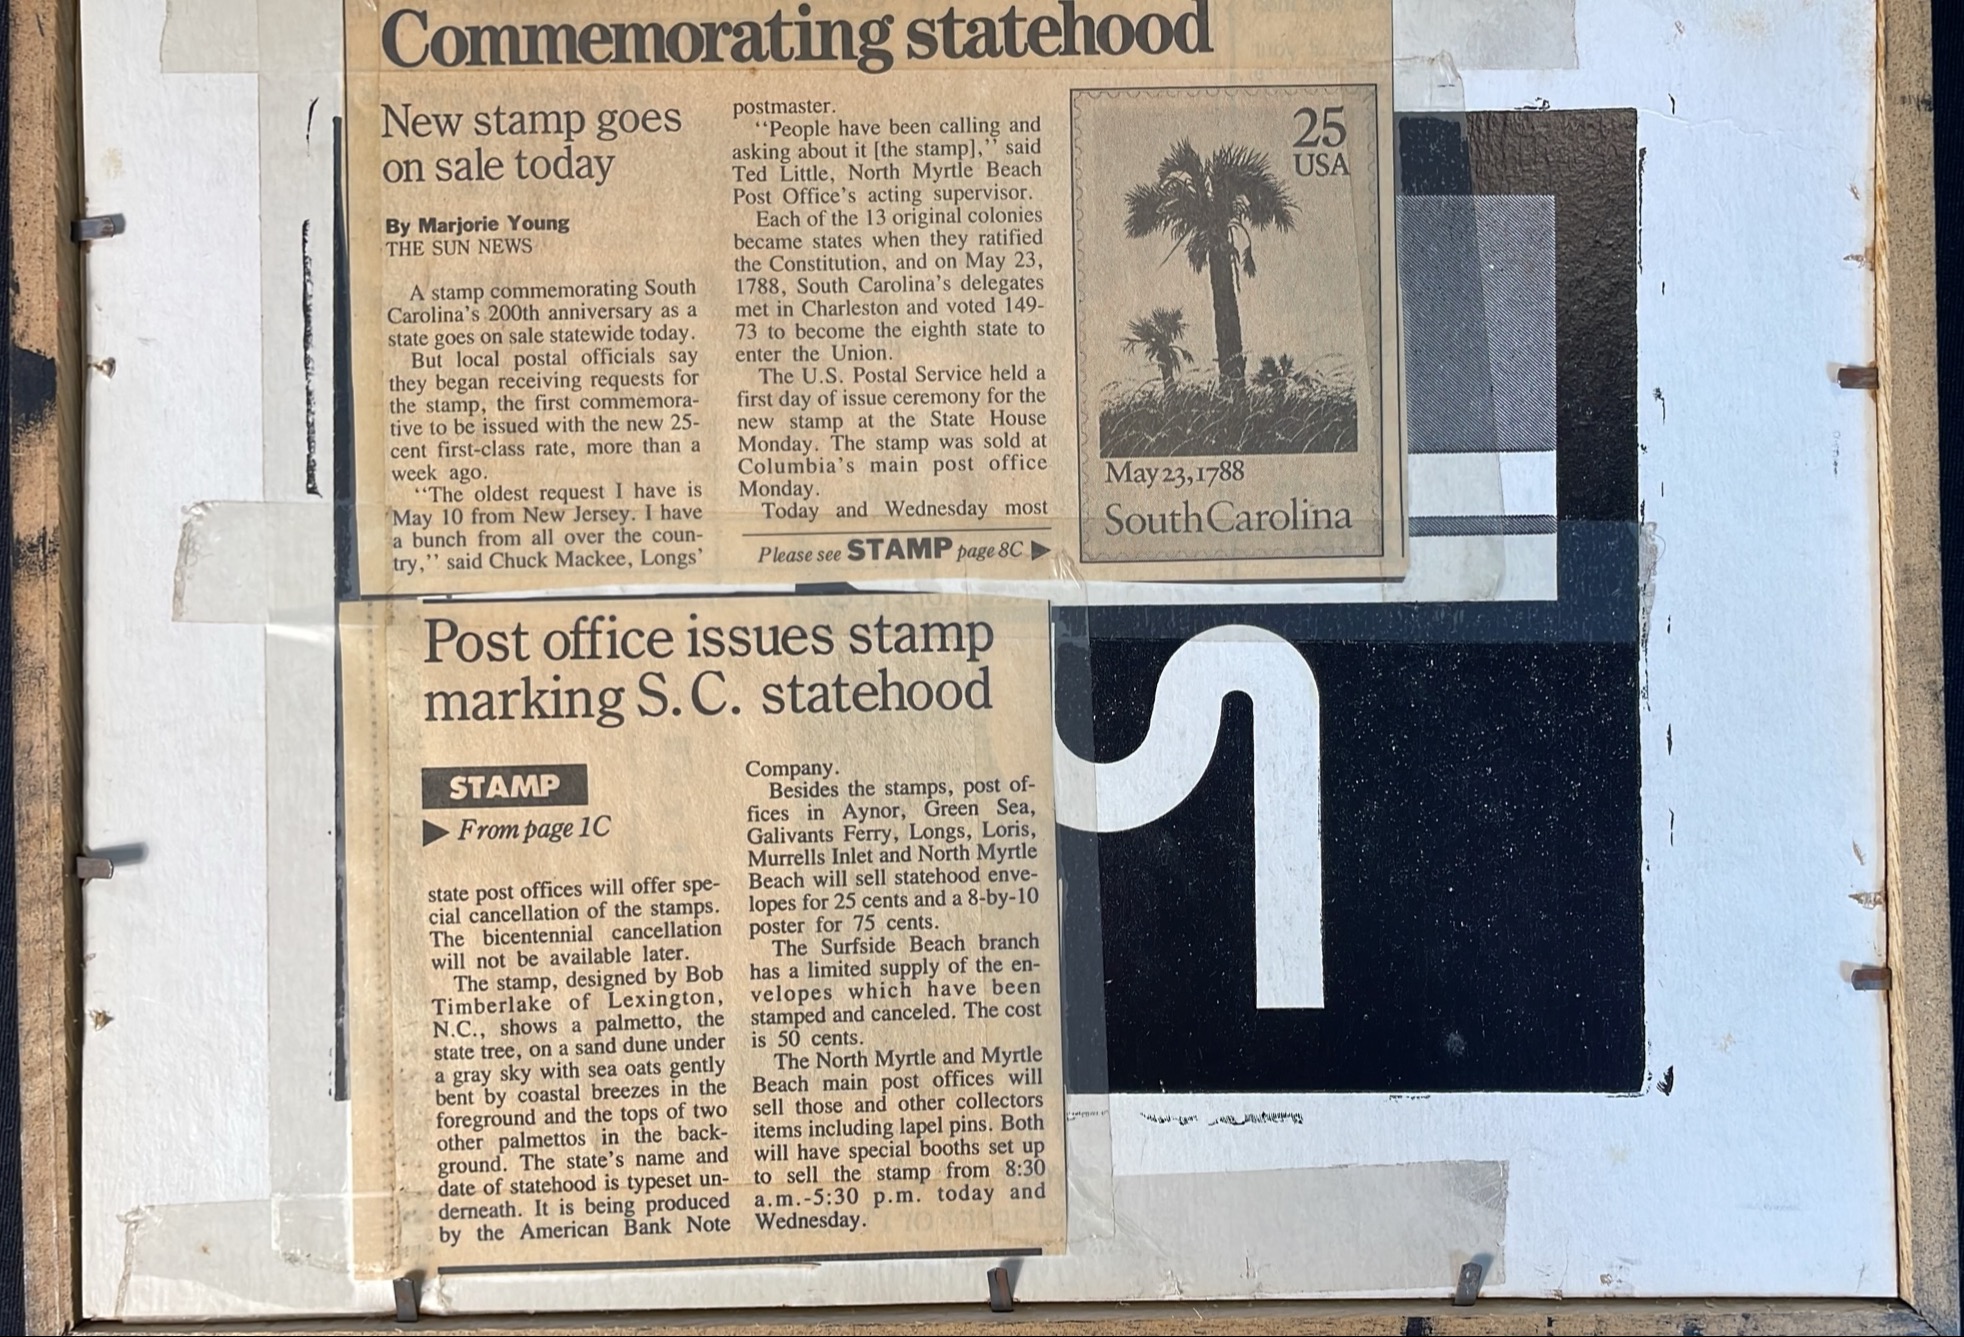 Commemorating statehood
New stamp goes
on sale today
By Marjorie Young
THE SUN NEWS
A stamp commemorating South
Carolina's 200th anniversary as a
state goes on sale statewide today.
But local postal officials say
they began receiving requests for
the stamp, the first commemora-
tive to be issued with the new 25-
cent first-class rate, more than a
week ago.
‘‘The oldest request I have is
May 10 from New Jersey. I have
a bunch from all over the coun-
try,’’ said Chuck Mackee, Longs’
postmaster.
‘‘People have been calling and
asking about it [the stamp],’’ said
Ted Little, North Myrtle Beach
Post Office's acting supervisor.
Each of the 13 original colonies
became states when they ratified
the Constitution, and on May 23,
1788, South Carolina's delegates
met in Charleston and voted 149-
73 to become the eighth state to
enter the Union.
The U.S. Postal Service held a
first day of issue ceremony for the
new stamp at the State House
Monday. The stamp was sold at
Columbia's main post office
Monday.
Today and Wednesday most
Please see STAMP page 8C ▶
25
USA
May 23, 1788
South Carolina
Post office issues stamp
marking S.C. statehood
STAMP
▶ From page 1C
state post offices will offer spe-
cial cancellation of the stamps.
The bicentennial cancellation
will not be available later.
The stamp, designed by Bob
Timberlake of Lexington,
N.C., shows a palmetto, the
state tree, on a sand dune under
a gray sky with sea oats gently
bent by coastal breezes in the
foreground and the tops of two
other palmettos in the back-
ground. The state's name and
date of statehood is typeset un-
derneath. It is being produced
by the American Bank Note
Company.
Besides the stamps, post of-
fices in Aynor, Green Sea,
Galivants Ferry, Longs, Loris,
Murrells Inlet and North Myrtle
Beach will sell statehood enve-
lopes for 25 cents and a 8-by-10
poster for 75 cents.
The Surfside Beach branch
has a limited supply of the en-
velopes which have been
stamped and canceled. The cost
is 50 cents.
The North Myrtle and Myrtle
Beach main post offices will
sell those and other collectors
items including lapel pins. Both
will have special booths set up
to sell the stamp from 8:30
a.m.-5:30 p.m. today and
Wednesday.